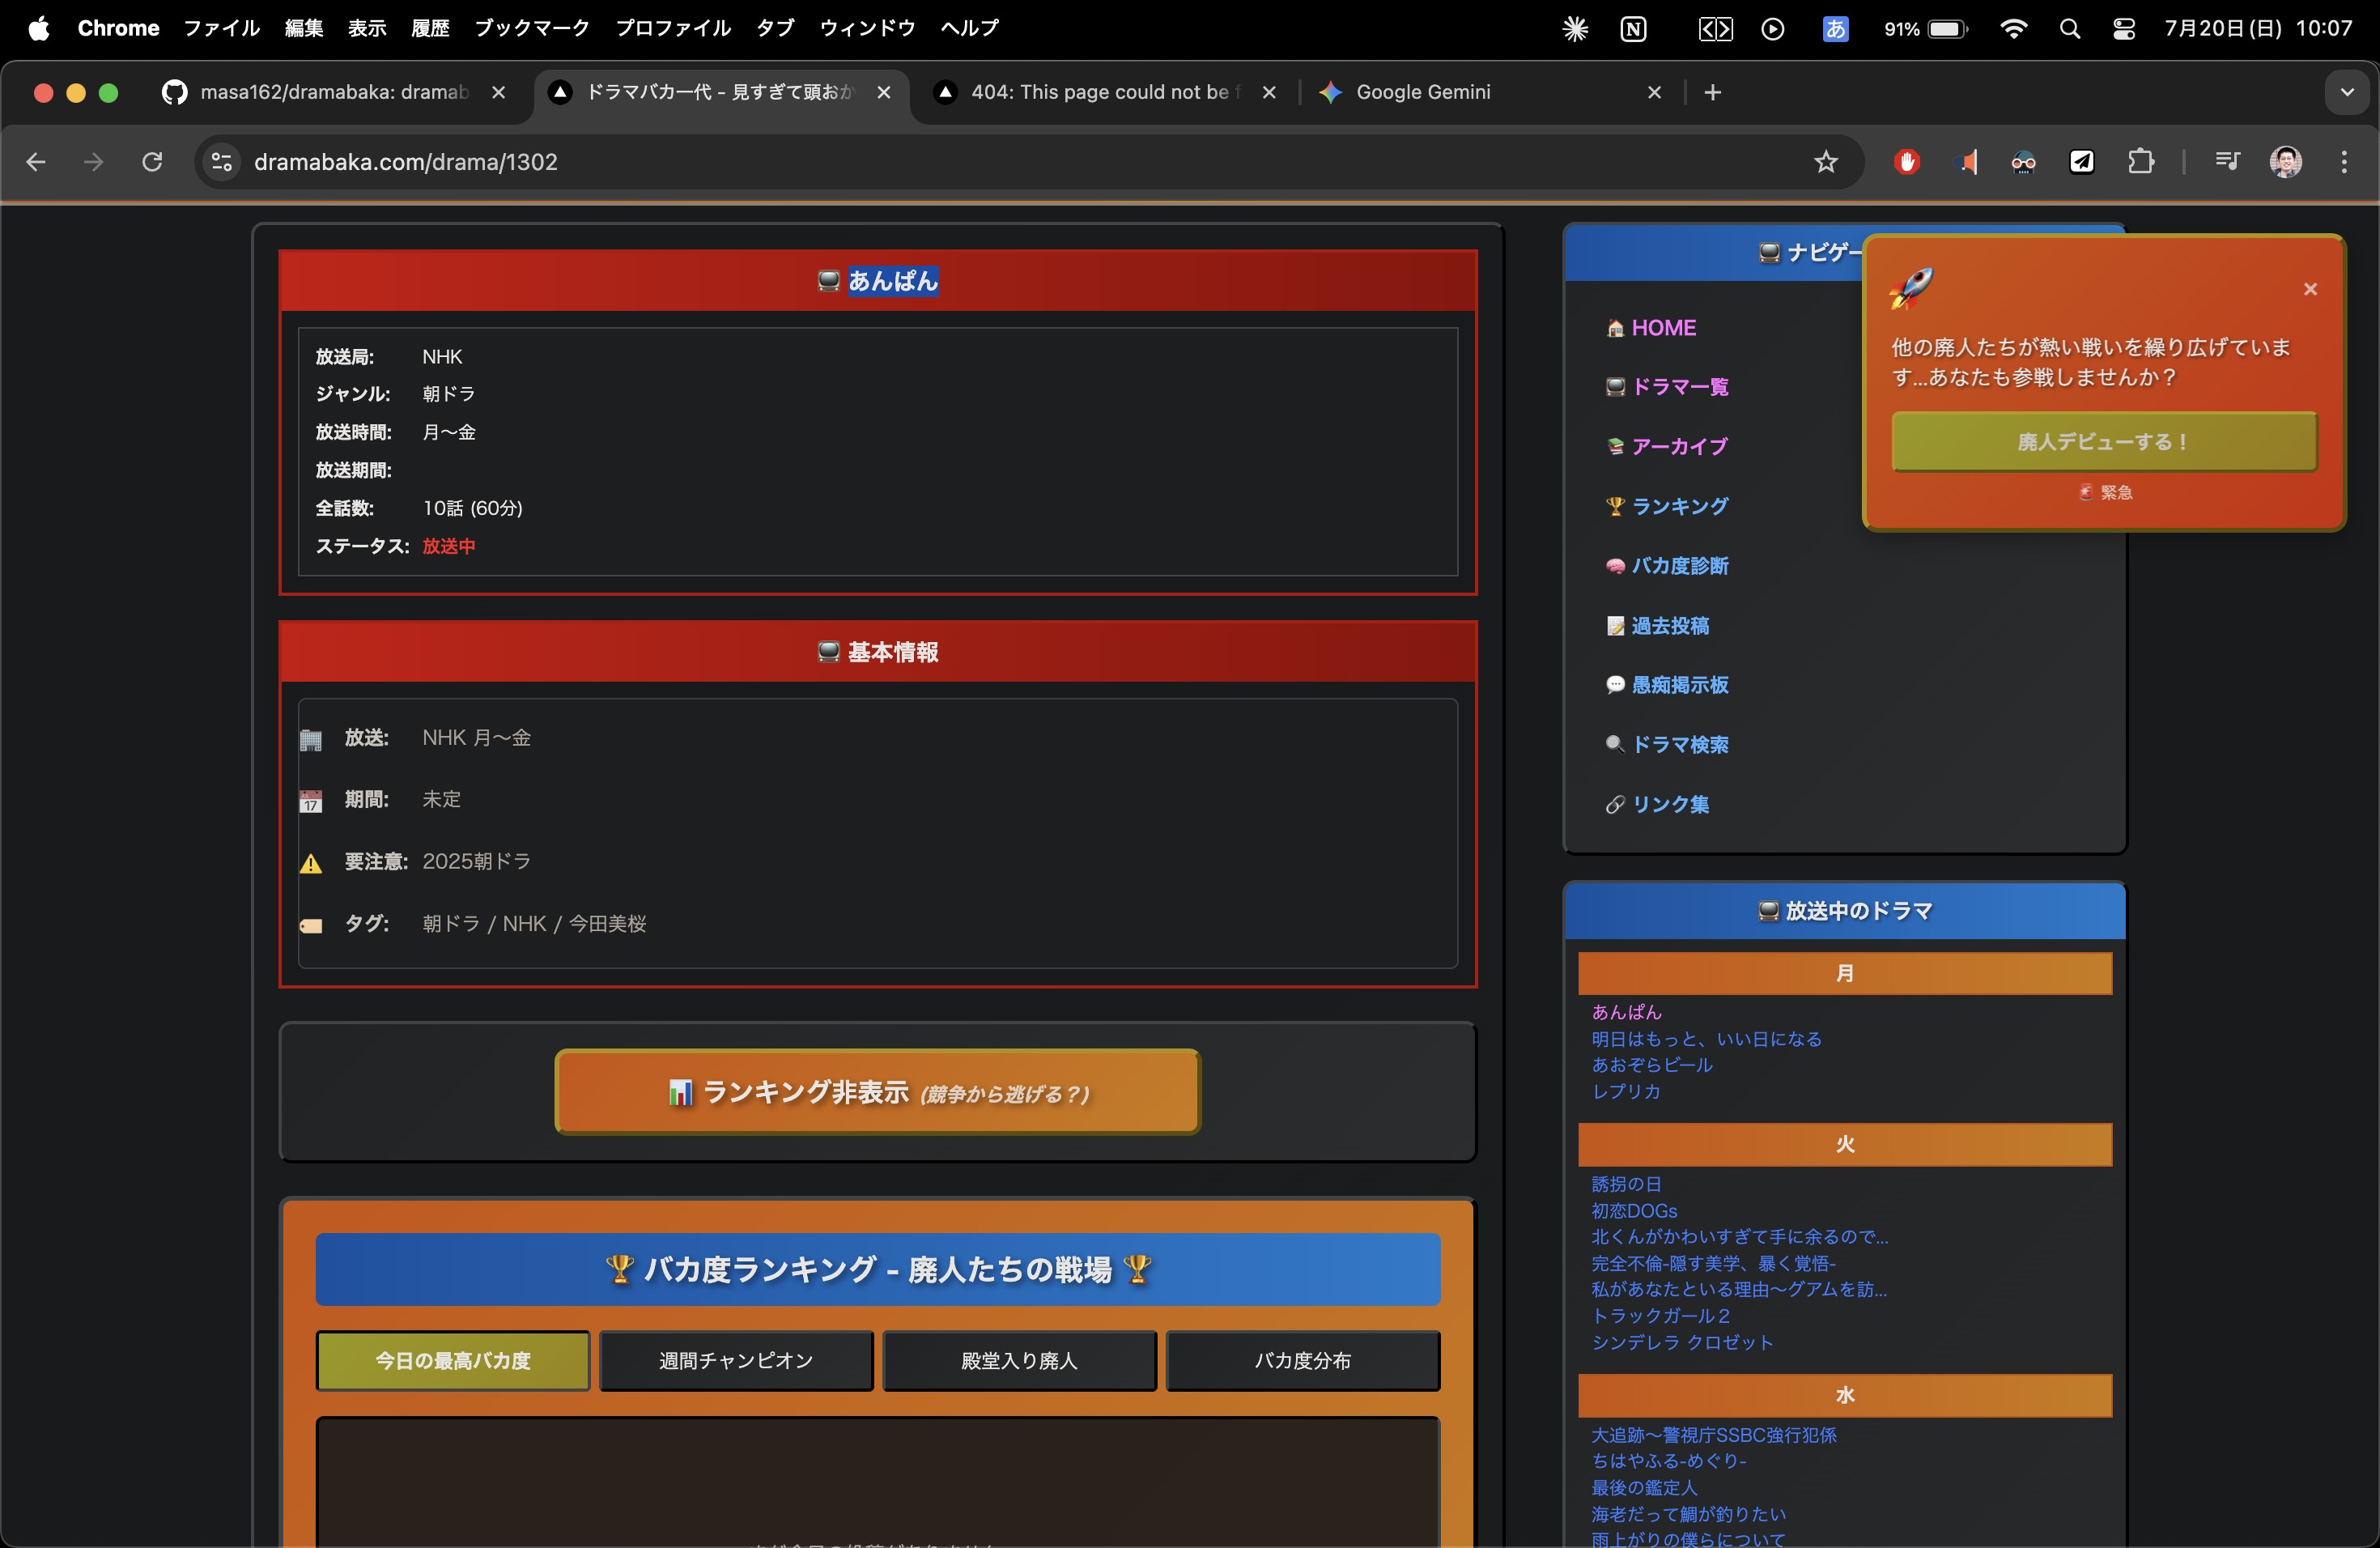 Chrome ファイル 編集 表示 履歴 ブックマーク プロファイル タブ ウィンドウ ヘルプ あ 91% 7月20日(日) 10:07
masa162/dramabaka: dramab ドラマバカ一代 - 見すぎて頭おか 404: This page could not be f Google Gemini
dramabaka.com/drama/1302
あんぱん
放送局: NHK
ジャンル: 朝ドラ
放送時間: 月〜金
放送期間:
全話数: 10話 (60分)
ステータス: 放送中
基本情報
放送: NHK 月〜金
17 期間: 未定
要注意: 2025朝ドラ
タグ: 朝ドラ / NHK / 今田美桜
ランキング非表示 (競争から逃げる？)
バカ度ランキング - 廃人たちの戦場
今日の最高バカ度 週間チャンピオン 殿堂入り廃人 バカ度分布
ナビゲー
HOME
ドラマ一覧
アーカイブ
ランキング
バカ度診断
過去投稿
愚痴掲示板
ドラマ検索
リンク集
×
他の廃人たちが熱い戦いを繰り広げていま
す...あなたも参戦しませんか？
廃人デビューする！
緊急
放送中のドラマ
月
あんぱん
明日はもっと、いい日になる
あおぞらビール
レプリカ
火
誘拐の日
初恋DOGs
北くんがかわいすぎて手に余るので...
完全不倫-隠す美学、暴く覚悟-
私があなたといる理由〜グアムを訪...
トラックガール２
シンデレラ クロゼット
水
大追跡〜警視庁SSBC強行犯係
ちはやふる-めぐり-
最後の鑑定人
海老だって鯛が釣りたい
雨上がりの僕らについて